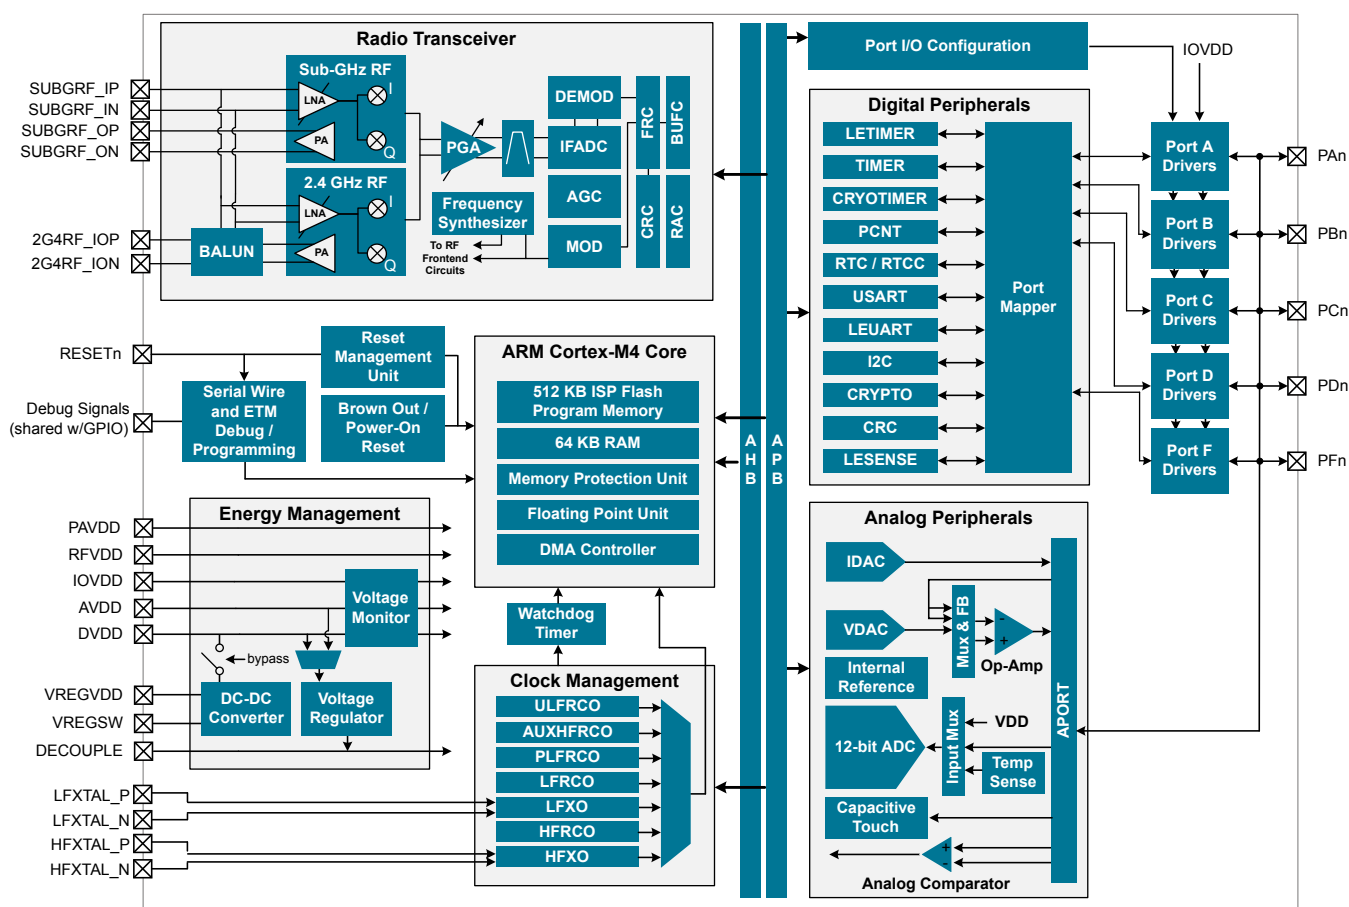 Radio Transceiver
SUBGRF_IP
SUBGRF_IN
SUBGRF_OP
SUBGRF_ON
2G4RF_IOP
2G4RF_ION
BALUN
Sub-GHz RF
LNA
I
PA
Q
2.4 GHz RF
LNA
I
PA
Q
PGA
Frequency
Synthesizer
To RF
Frontend
Circuits
DEMOD
IFADC
AGC
MOD
FRC
BUFC
CRC
RAC
RESETn
Debug Signals
(shared w/GPIO)
Reset
Management
Unit
Serial Wire
and ETM
Debug /
Programming
Brown Out /
Power-On
Reset
ARM Cortex-M4 Core
512 KB ISP Flash
Program Memory
64 KB RAM
Memory Protection Unit
Floating Point Unit
DMA Controller
Watchdog
Timer
Energy Management
PAVDD
RFVDD
IOVDD
AVDD
DVDD
VREGVDD
VREGSW
DECOUPLE
Voltage
Monitor
bypass
DC-DC
Converter
Voltage
Regulator
Clock Management
ULFRCO
AUXHFRCO
PLFRCO
LFRCO
LFXO
HFRCO
HFXO
LFXTAL_P
LFXTAL_N
HFXTAL_P
HFXTAL_N
A
H
B
A
P
B
Port I/O Configuration
IOVDD
Digital Peripherals
LETIMER
TIMER
CRYOTIMER
PCNT
RTC / RTCC
USART
LEUART
I2C
CRYPTO
CRC
LESENSE
Port
Mapper
Port A
Drivers
Port B
Drivers
Port C
Drivers
Port D
Drivers
Port F
Drivers
PAn
PBn
PCn
PDn
PFn
Analog Peripherals
IDAC
VDAC
Mux & FB
-
+
Op-Amp
Internal
Reference
12-bit ADC
Input Mux
VDD
Temp
Sense
Capacitive
Touch
+
-
Analog Comparator
APORT